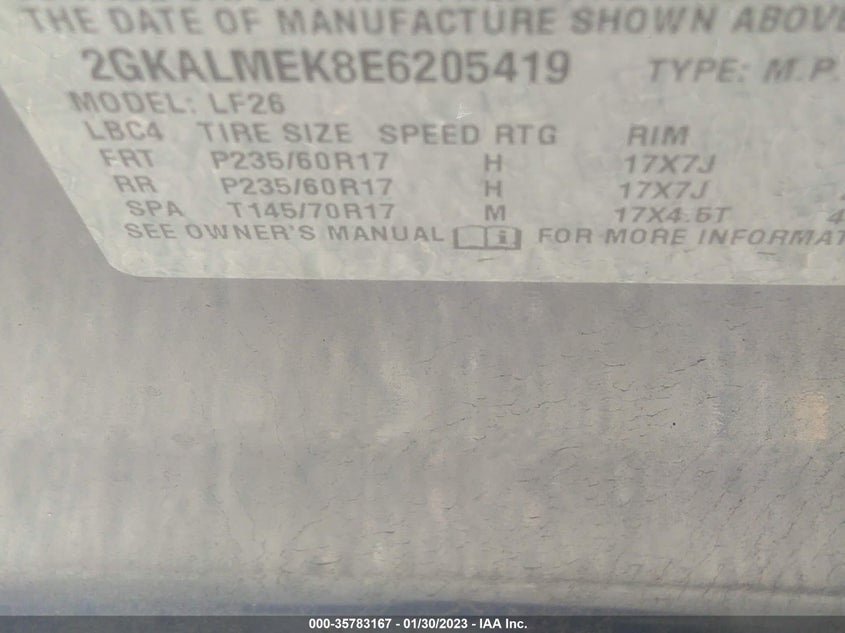 THE DATE OF MANUFACTURE SHOWN ABOVE
2GKALMEK8E6205419 TYPE: M.P.
MODEL: LF26
LBC4 TIRE SIZE SPEED RTG RIM
FRT P235/60R17 H 17X7J
RR P235/60R17 H 17X7J
SPA T145/70R17 M 17X4.5T 4
SEE OWNER'S MANUAL FOR MORE INFORMAT
000-35783167 - 01/30/2023 - IAA Inc.